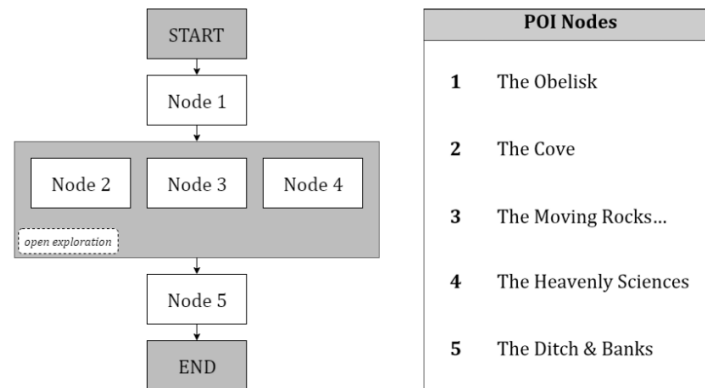 START
Node 1
Node 2 Node 3 Node 4
open exploration
Node 5
END
POI Nodes
1 The Obelisk
2 The Cove
3 The Moving Rocks…
4 The Heavenly Sciences
5 The Ditch & Banks